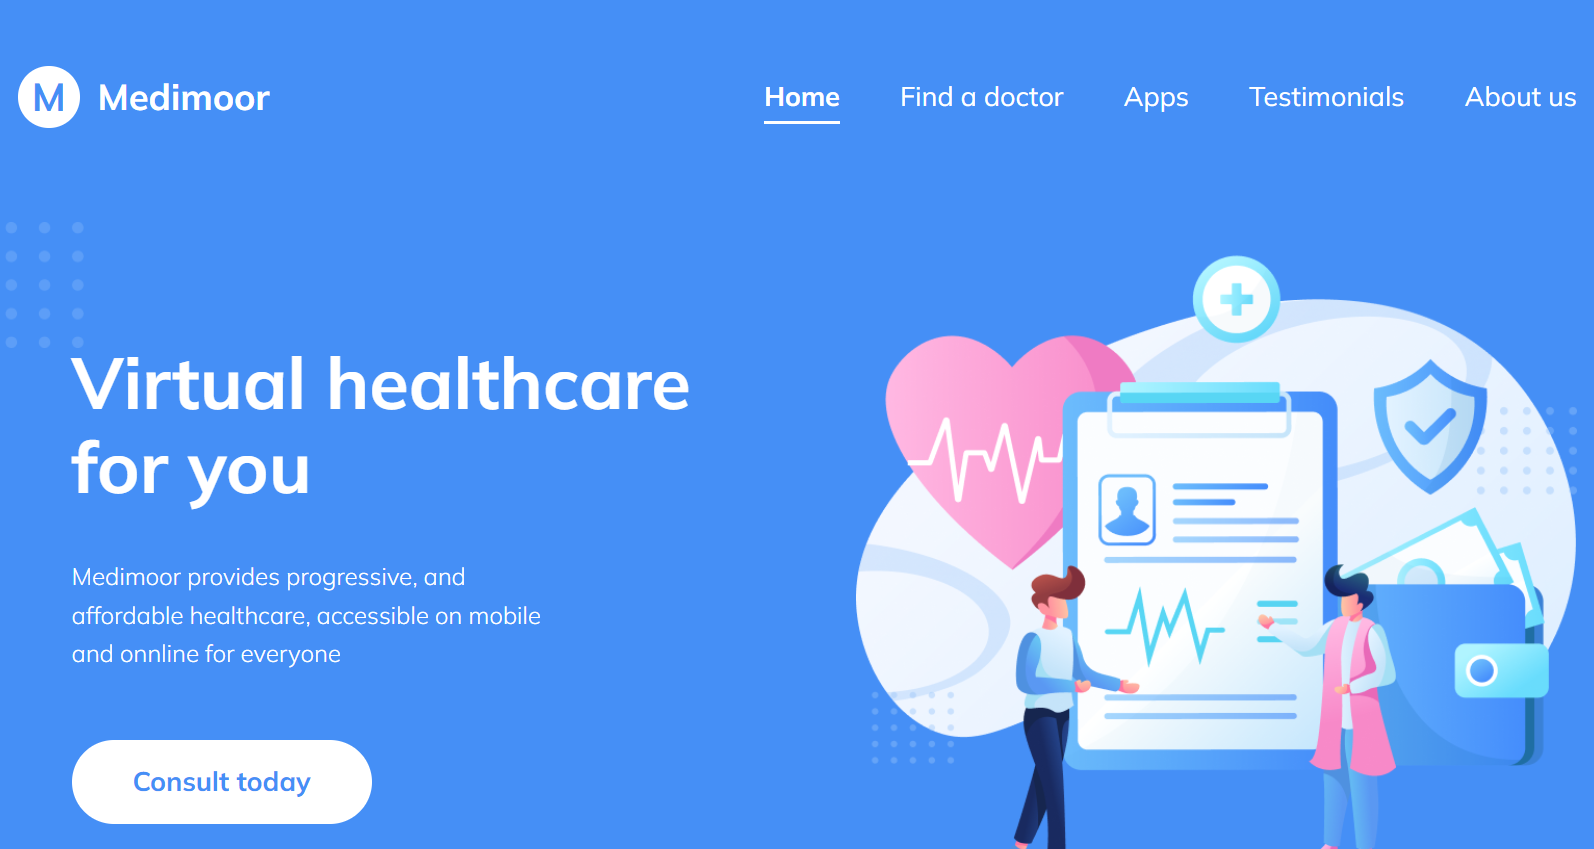 M Medimoor
Home Find a doctor Apps Testimonials About us
Virtual healthcare
for you
Medimoor provides progressive, and
affordable healthcare, accessible on mobile
and onnline for everyone
Consult today